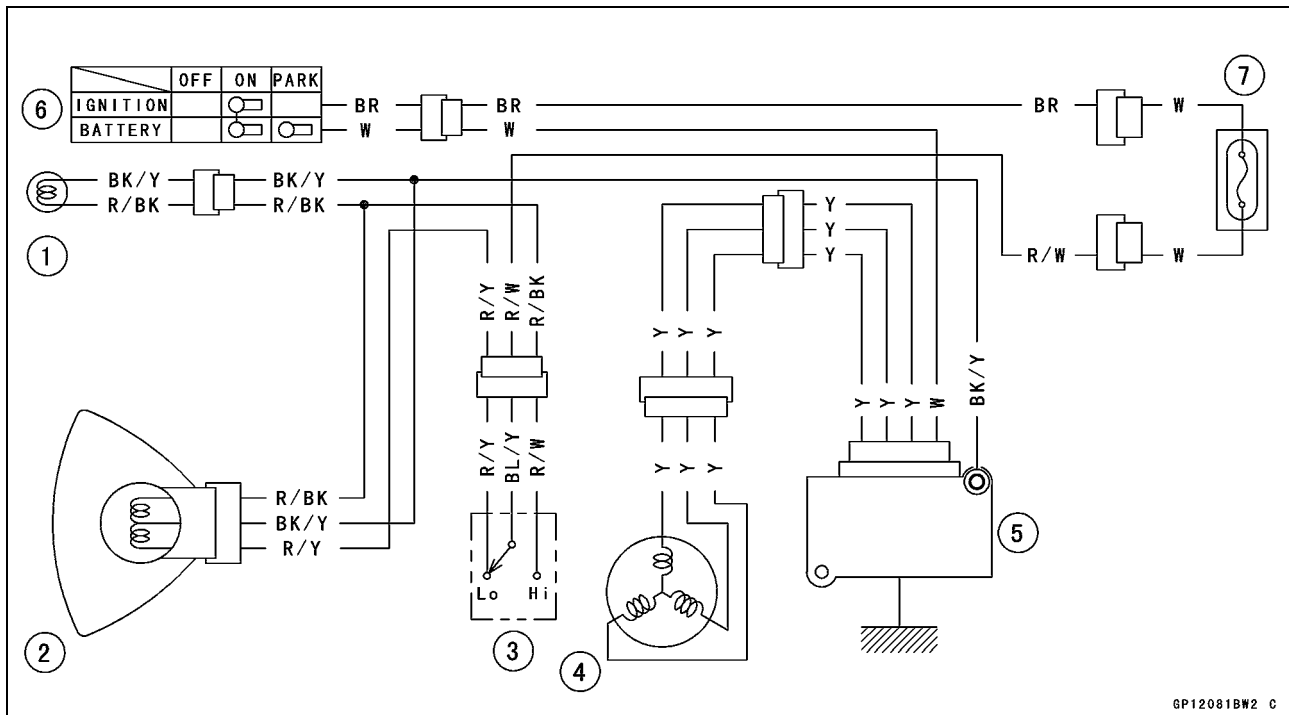 OFF ON PARK
IGNITION
BATTERY
6
BR BR BR W
W W
7
BK/Y BK/Y
R/BK R/BK
1
Y
Y
Y
R/W W
R/Y R/W R/BK
Y Y Y
Y Y Y W BK/Y
R/Y BL/Y R/W
Y Y Y
R/BK
BK/Y
R/Y
5
Lo Hi
2
3
4
GP12081BW2 C